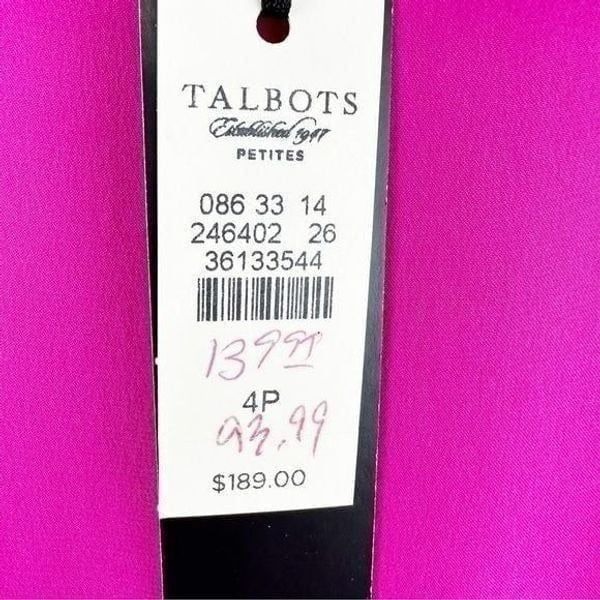 TALBOTS
Established 1947
PETITES
086 33 14
246402 26
36133544
139.99
4P
93.99
$189.00